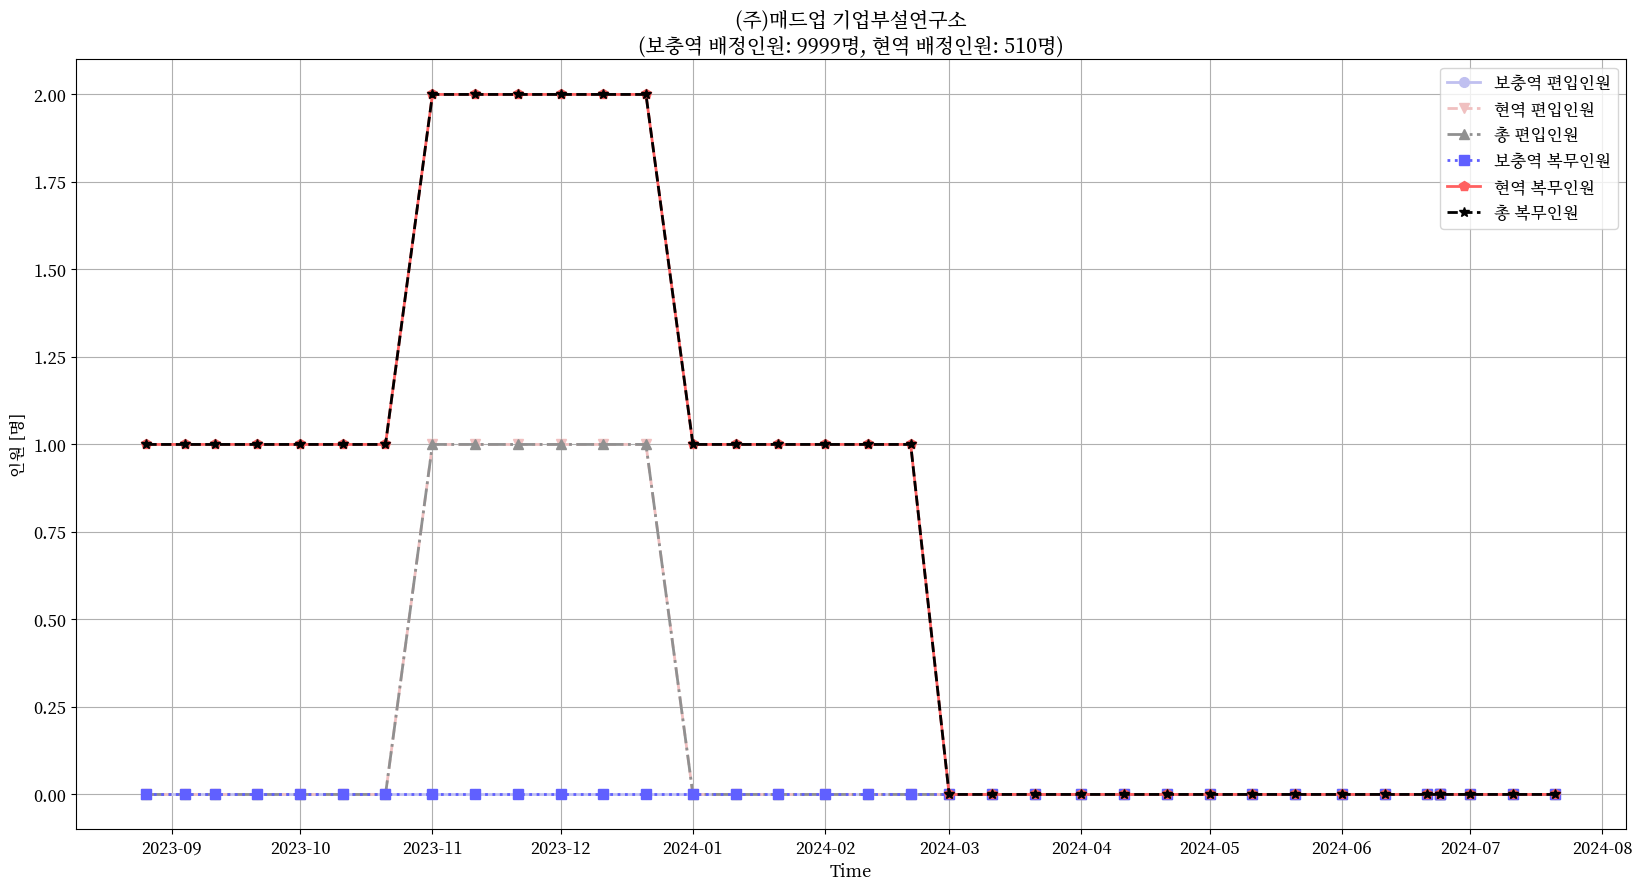 (주)매드업 기업부설연구소
(보충역 배정인원: 9999명, 현역 배정인원: 510명)
보충역 편입인원
현역 편입인원
총 편입인원
보충역 복무인원
현역 복무인원
총 복무인원
인원 [명]
2.00
1.75
1.50
1.25
1.00
0.75
0.50
0.25
0.00
2023-09
2023-10
2023-11
2023-12
2024-01
2024-02
2024-03
2024-04
2024-05
2024-06
2024-07
2024-08
Time